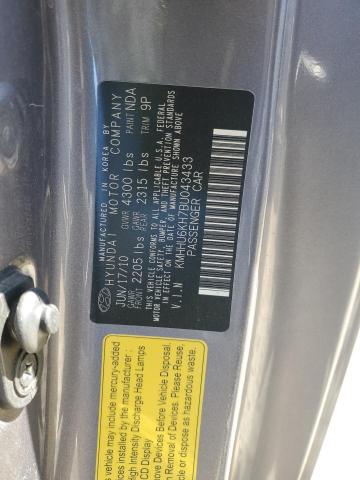 MANUFACTURED IN KOREA BY
HYUNDAI MOTOR COMPANY
JUN/17/10 GVWR 4300 lbs PAINT NDA
GAWR FRONT 2205 lbs GAWR REAR 2315 lbs TRIM 9P
THIS VEHICLE CONFORMS TO ALL APPLICABLE U.S.A. FEDERAL
MOTOR VEHICLE SAFETY, BUMPER, AND THEFT PREVENTION STANDARDS
IN EFFECT ON THE DATE OF MANUFACTURE SHOWN ABOVE.
V.I.N KMHHU6KH7BU043433
PASSENGER CAR
s vehicle may include mercury-added
ices installed by the manufacturer :
High Intensity Discharge Head Lamps
CD Display
move Devices Before Vehicle Disposal.
n Removal of Devices. Please Reuse,
cle or dispose as hazardous waste.